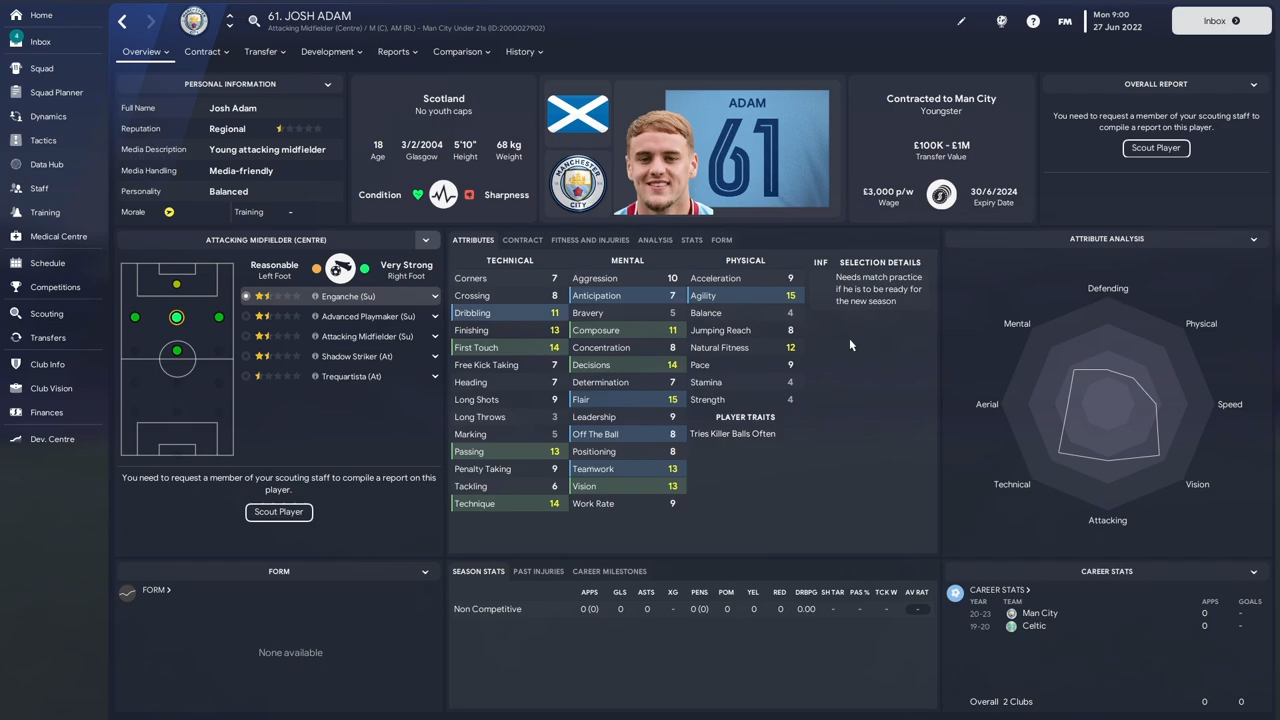 Home
4
Inbox
Squad
Squad Planner
Dynamics
Tactics
Data Hub
Staff
Training
Medical Centre
Schedule
Competitions
Scouting
Transfers
Club Info
Club Vision
Finances
Dev. Centre
61. JOSH ADAM
Attacking Midfielder (Centre) / M (C), AM (RL) - Man City Under 21s (ID:2000027902)
FM
Mon 9:00
27 Jun 2022
Inbox
Overview
Contract
Transfer
Development
Reports
Comparison
History
PERSONAL INFORMATION
Full Name Josh Adam
Reputation Regional
Media Description Young attacking midfielder
Media Handling Media-friendly
Personality Balanced
Morale Training -
Scotland
No youth caps
18 3/2/2004 5'10" 68 kg
Age Glasgow Height Weight
Condition Sharpness
ADAM
61
MANCHESTER
CITY
Contracted to Man City
Youngster
£100K - £1M
Transfer Value
£3,000 p/w 30/6/2024
Wage Expiry Date
OVERALL REPORT
You need to request a member of your scouting staff to
compile a report on this player.
Scout Player
ATTACKING MIDFIELDER (CENTRE)
Reasonable Very Strong
Left Foot Right Foot
Enganche (Su)
Advanced Playmaker (Su)
Attacking Midfielder (Su)
Shadow Striker (At)
Trequartista (At)
You need to request a member of your scouting staff to compile a report on this
player.
Scout Player
ATTRIBUTES CONTRACT FITNESS AND INJURIES ANALYSIS STATS FORM
TECHNICAL MENTAL PHYSICAL
Corners 7 Aggression 10 Acceleration 9
Crossing 8 Anticipation 7 Agility 15
Dribbling 11 Bravery 5 Balance 4
Finishing 13 Composure 11 Jumping Reach 8
First Touch 14 Concentration 8 Natural Fitness 12
Free Kick Taking 7 Decisions 14 Pace 9
Heading 7 Determination 7 Stamina 4
Long Shots 9 Flair 15 Strength 4
Long Throws 3 Leadership 9 PLAYER TRAITS
Marking 5 Off The Ball 8 Tries Killer Balls Often
Passing 13 Positioning 8
Penalty Taking 9 Teamwork 13
Tackling 6 Vision 13
Technique 14 Work Rate 9
INF SELECTION DETAILS
Needs match practice
if he is to be ready for
the new season
ATTRIBUTE ANALYSIS
Defending
Mental Physical
Aerial Speed
Technical Vision
Attacking
FORM
FORM
None available
SEASON STATS PAST INJURIES CAREER MILESTONES
APPS GLS ASTS XG PENS POM YEL RED DRBPG SH TAR PAS % TCK W AV RAT
Non Competitive 0 (0) 0 0 - 0 (0) 0 0 0 0.00 - - - -
CAREER STATS
CAREER STATS
YEAR TEAM APPS GOALS
20-23 Man City 0 -
19-20 Celtic 0 -
Overall 2 Clubs 0 0